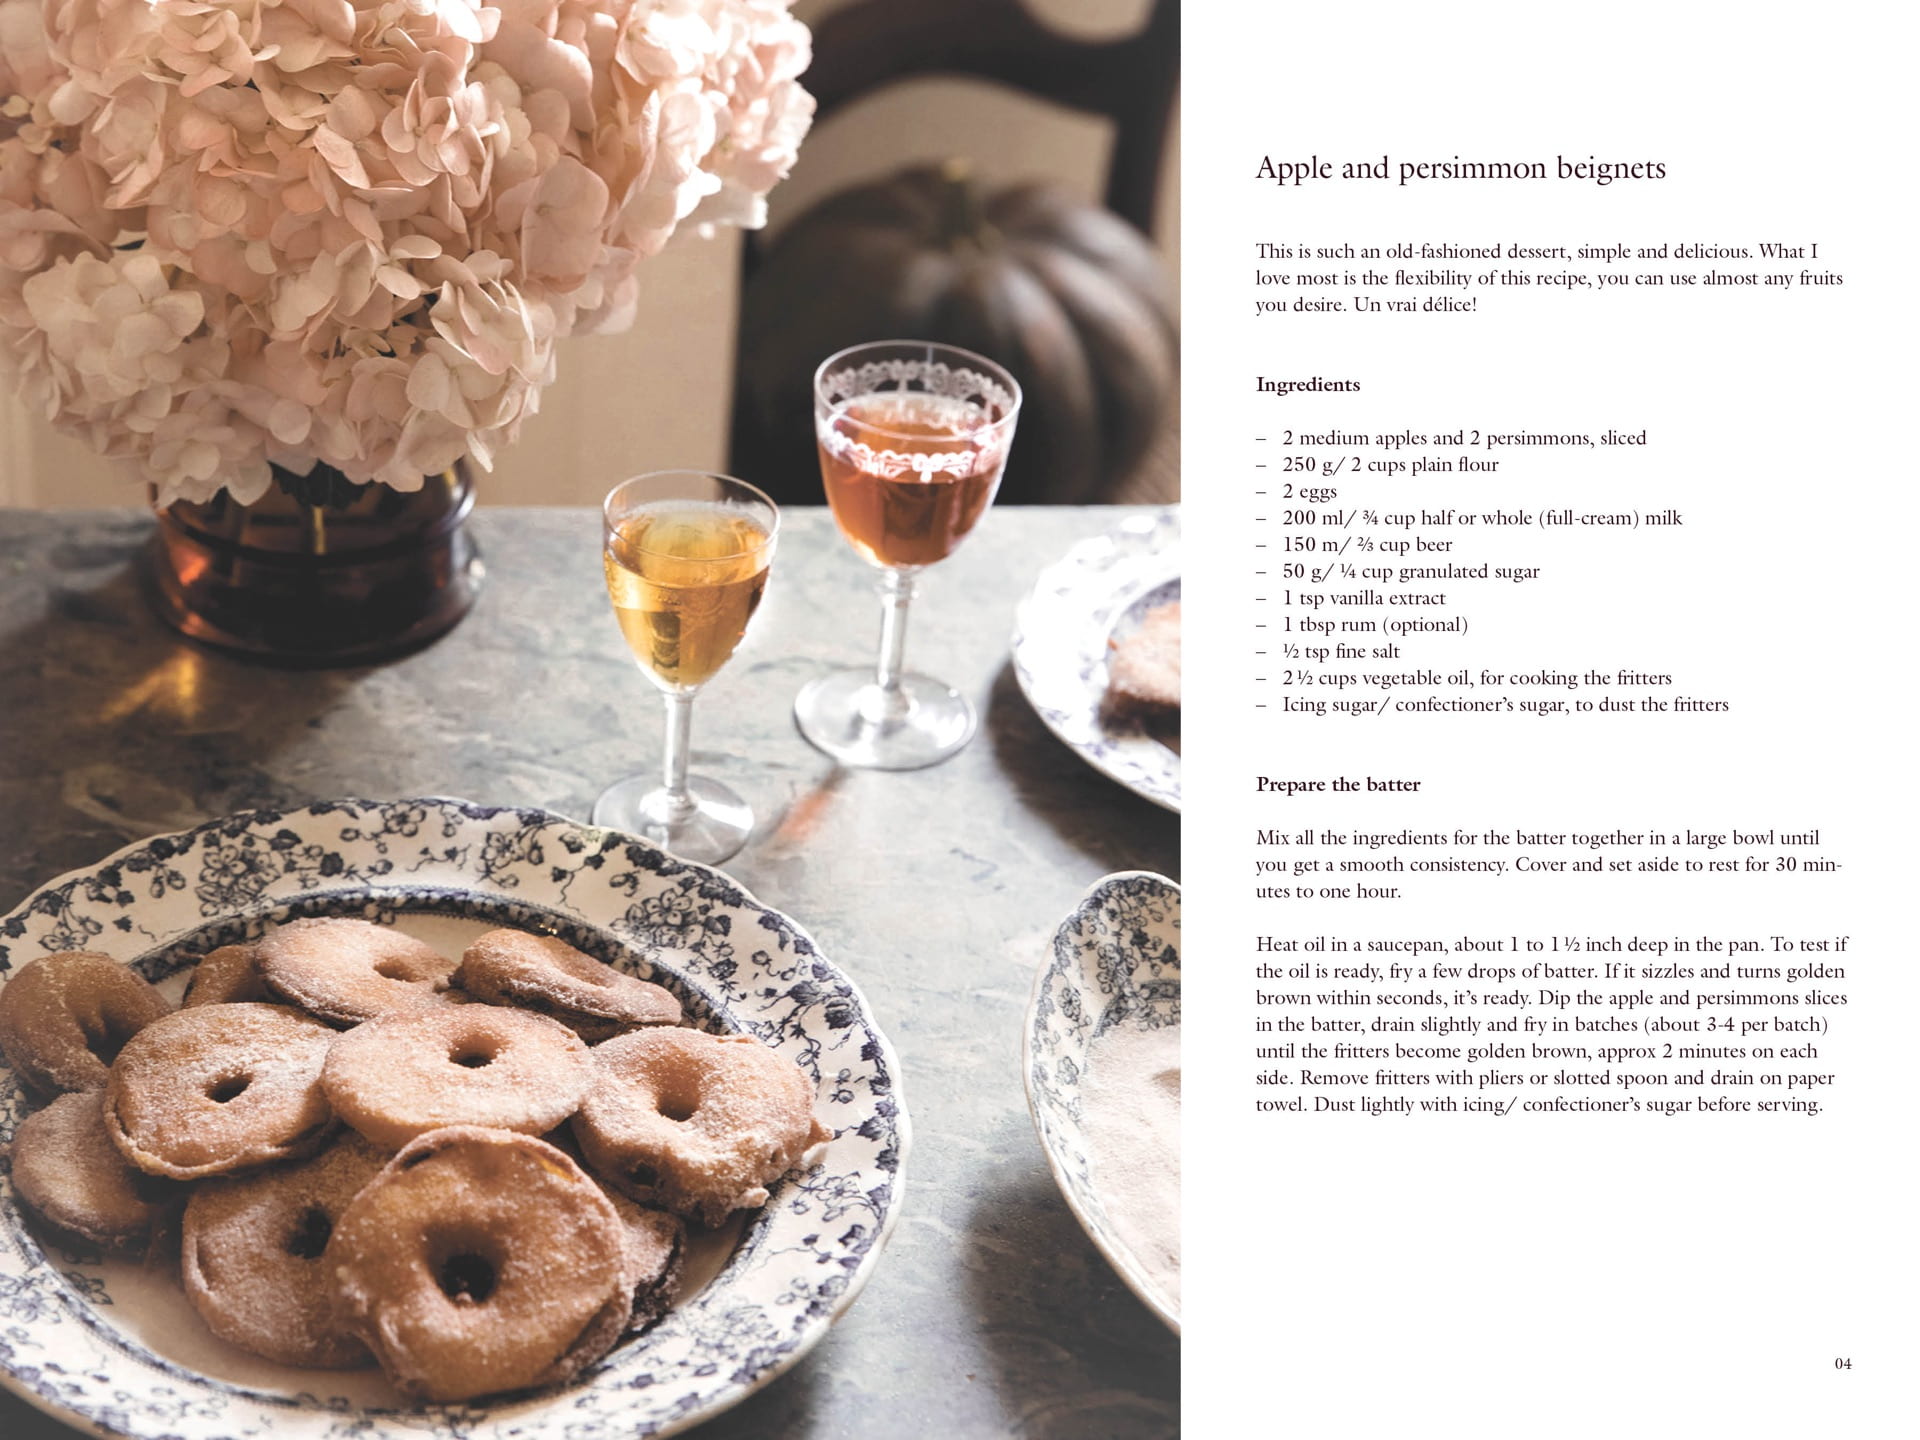 Apple and persimmon beignets
This is such an old-fashioned dessert, simple and delicious. What I
love most is the flexibility of this recipe, you can use almost any fruits
you desire. Un vrai délice!
Ingredients
– 2 medium apples and 2 persimmons, sliced
– 250 g/ 2 cups plain flour
– 2 eggs
– 200 ml/ ¾ cup half or whole (full-cream) milk
– 150 m/ ⅔ cup beer
– 50 g/ ¼ cup granulated sugar
– 1 tsp vanilla extract
– 1 tbsp rum (optional)
– ½ tsp fine salt
– 2½ cups vegetable oil, for cooking the fritters
– Icing sugar/ confectioner’s sugar, to dust the fritters
Prepare the batter
Mix all the ingredients for the batter together in a large bowl until
you get a smooth consistency. Cover and set aside to rest for 30 min-
utes to one hour.
Heat oil in a saucepan, about 1 to 1½ inch deep in the pan. To test if
the oil is ready, fry a few drops of batter. If it sizzles and turns golden
brown within seconds, it’s ready. Dip the apple and persimmons slices
in the batter, drain slightly and fry in batches (about 3-4 per batch)
until the fritters become golden brown, approx 2 minutes on each
side. Remove fritters with pliers or slotted spoon and drain on paper
towel. Dust lightly with icing/ confectioner’s sugar before serving.
04